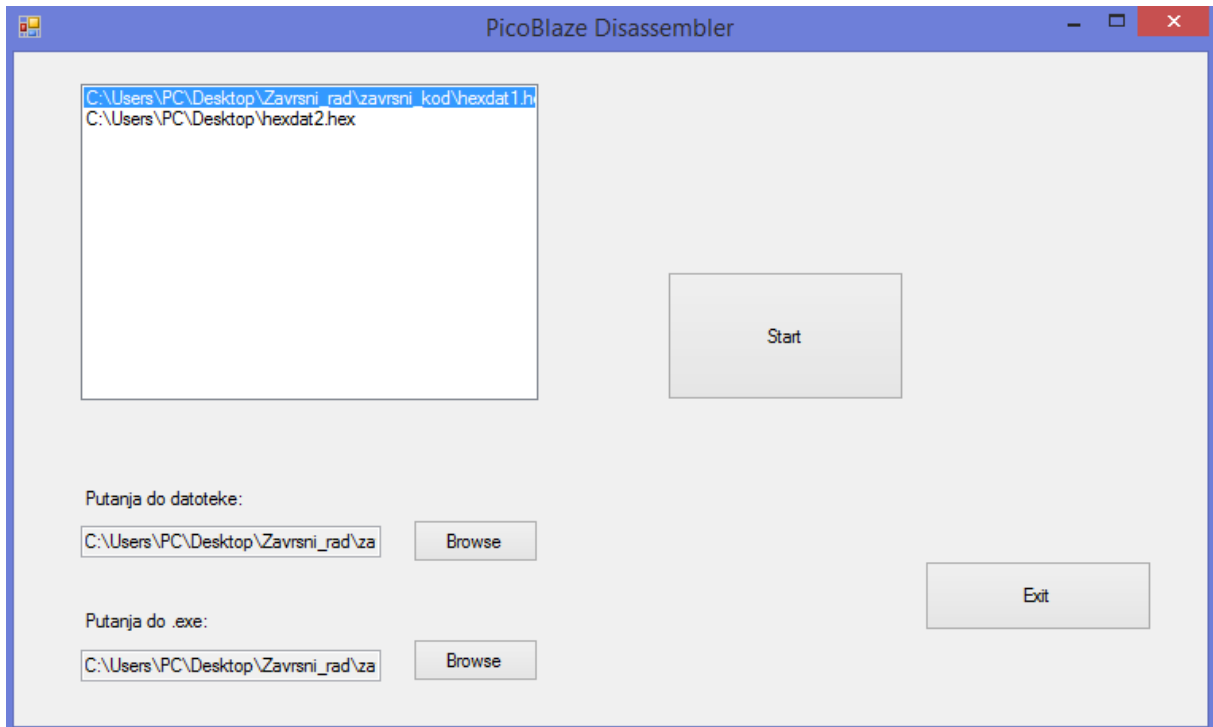 PicoBlaze Disassembler
C:\Users\PC\Desktop\Zavrsni_rad\zavrsni_kod\hexdat1.he
C:\Users\PC\Desktop\hexdat2.hex
Start
Putanja do datoteke:
C:\Users\PC\Desktop\Zavrsni_rad\za
Browse
Exit
Putanja do .exe:
C:\Users\PC\Desktop\Zavrsni_rad\za
Browse